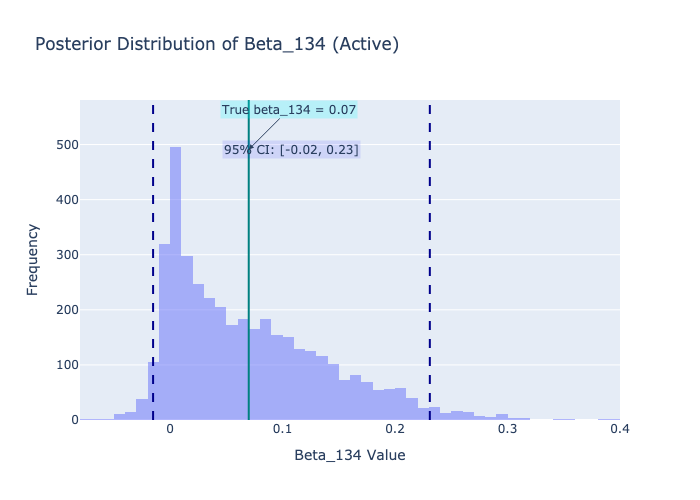 Posterior Distribution of Beta_134 (Active)
True beta_134 = 0.07
95% CI: [-0.02, 0.23]
500
400
300
200
100
0
Frequency
0
0.1
0.2
0.3
0.4
Beta_134 Value